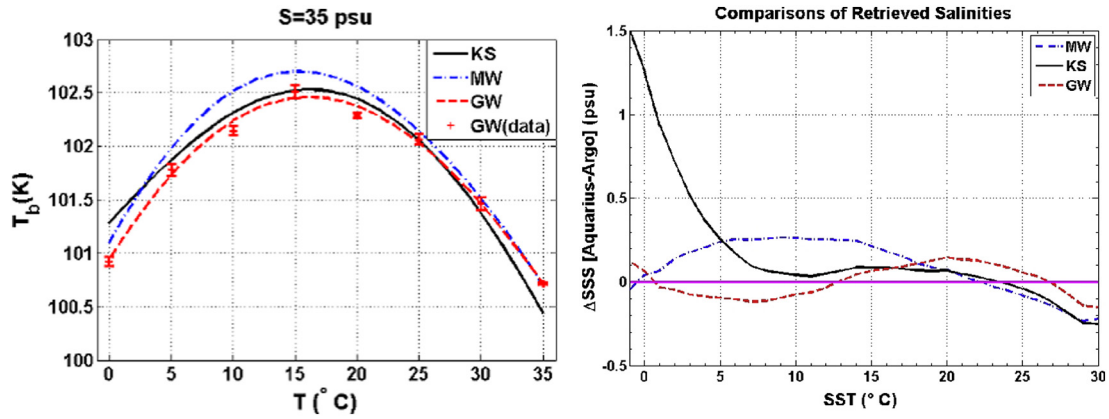 S=35 psu
103
102.5
102
101.5
101
100.5
100
T_b(K)
KS
MW
GW
GW(data)
0 5 10 15 20 25 30 35
T (° C)
Comparisons of Retrieved Salinities
1.5
1
0.5
0
-0.5
ΔSSS [Aquarius-Argo] (psu)
MW
KS
GW
0 5 10 15 20 25 30
SST (° C)